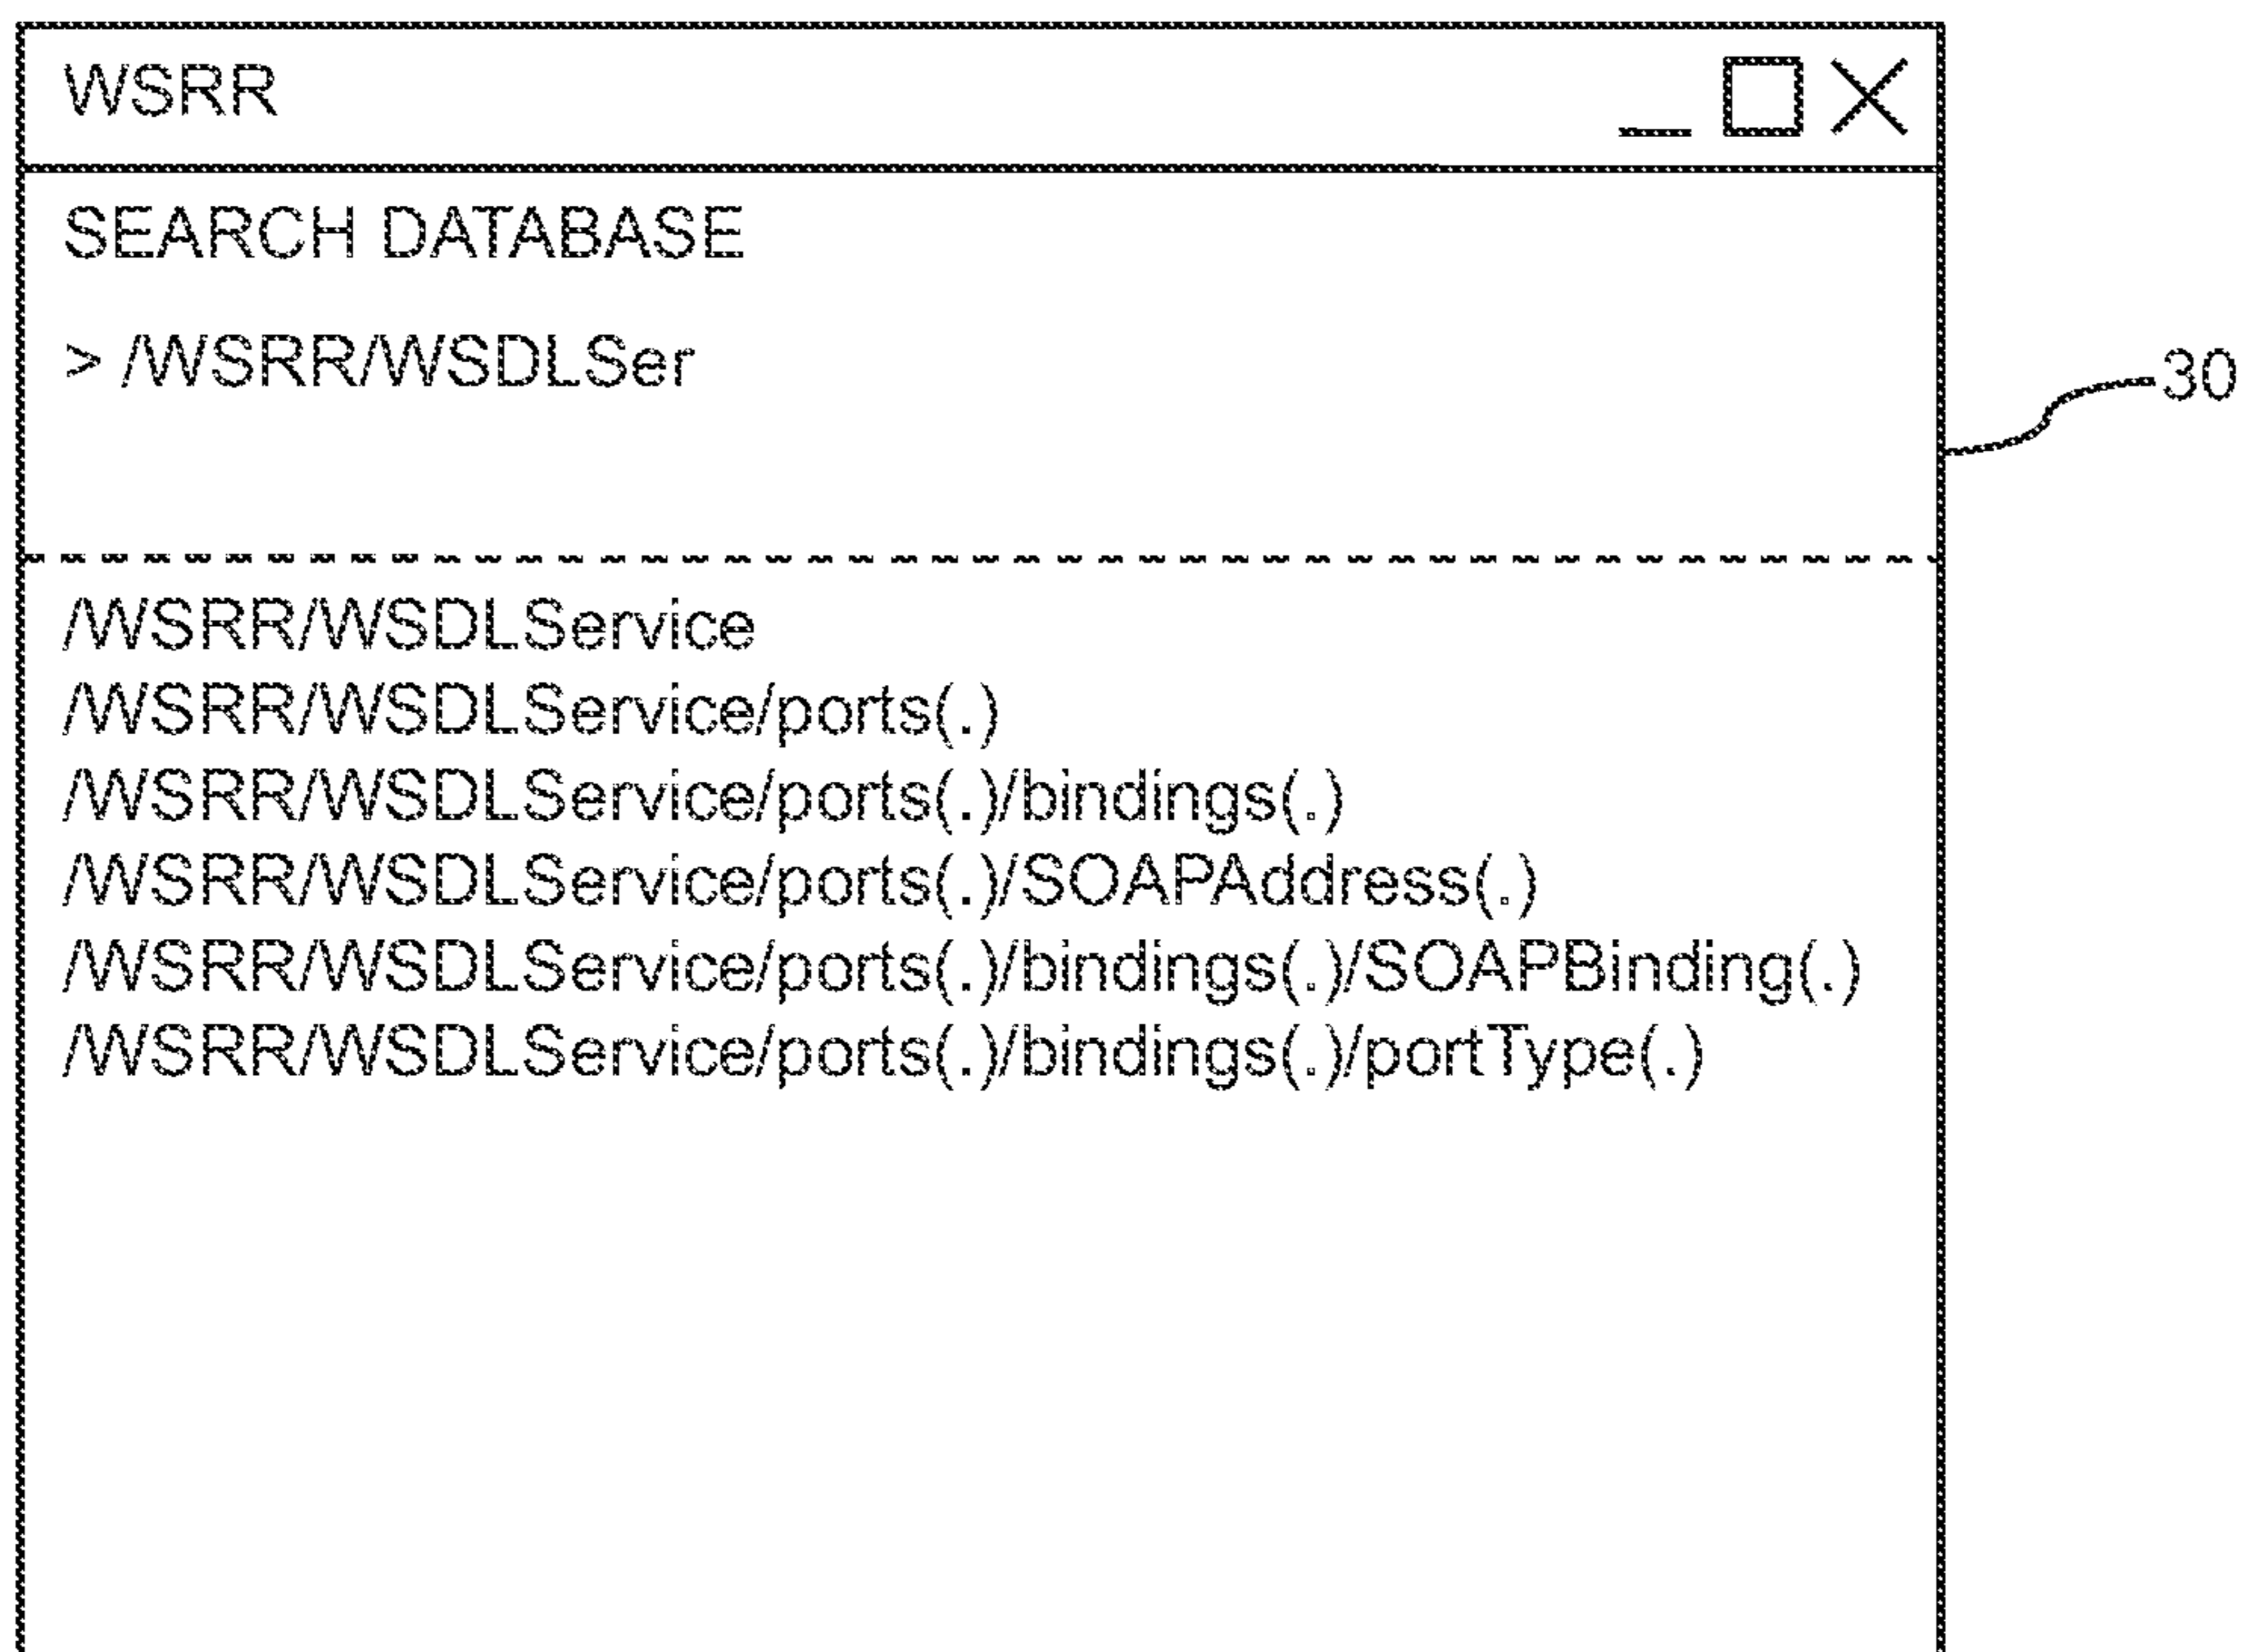 WSRR
SEARCH DATABASE
> /WSRR/WSDLSer
30
/WSRR/WSDLService
/WSRR/WSDLService/ports(.)
/WSRR/WSDLService/ports(.)/bindings(.)
/WSRR/WSDLService/ports(.)/SOAPAddress(.)
/WSRR/WSDLService/ports(.)/bindings(.)/SOAPBinding(.)
/WSRR/WSDLService/ports(.)/bindings(.)/portType(.)